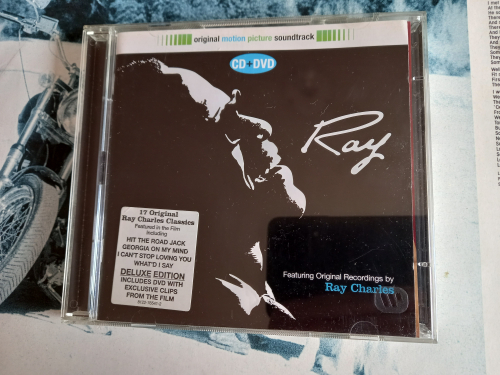 original motion picture soundtrack
CD+DVD
Ray
17 Original
Ray Charles Classics
Featured in the Film
Including
HIT THE ROAD JACK
GEORGIA ON MY MIND
I CAN'T STOP LOVING YOU
WHAT'D I SAY
DELUXE EDITION
INCLUDES DVD WITH
EXCLUSIVE CLIPS
FROM THE FILM
Featuring Original Recordings by
Ray Charles